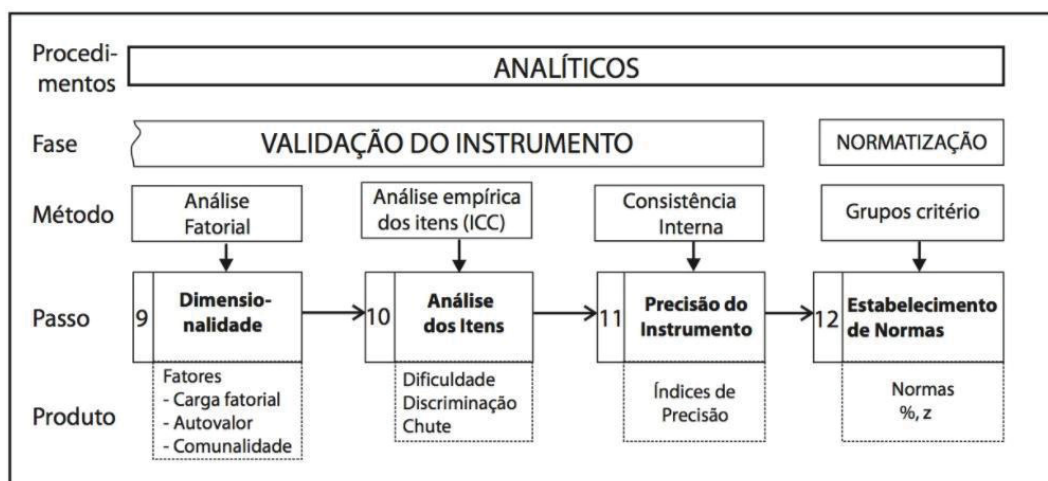 Procedi-
mentos
ANALÍTICOS
Fase
VALIDAÇÃO DO INSTRUMENTO
NORMATIZAÇÃO
Método
Análise
Fatorial
Análise empírica
dos itens (ICC)
Consistência
Interna
Grupos critério
Passo
9
Dimensio-
nalidade
10
Análise
dos Itens
11
Precisão do
Instrumento
12
Estabelecimento
de Normas
Produto
Fatores
- Carga fatorial
- Autovalor
- Comunalidade
Dificuldade
Discriminação
Chute
Índices de
Precisão
Normas
%, z